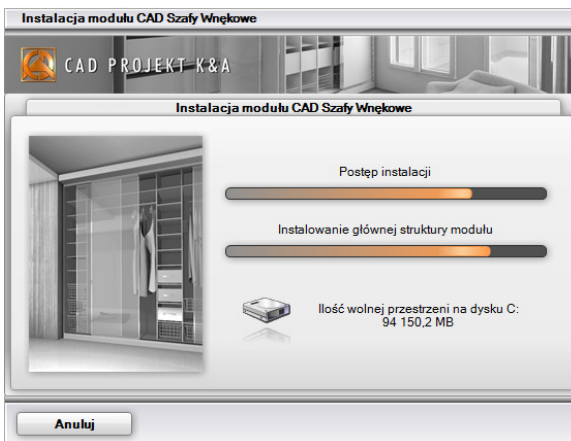 Instalacja modułu CAD Szafy Wnękowe
CAD PROJEKT K&A
Instalacja modułu CAD Szafy Wnękowe
Postęp instalacji
Instalowanie głównej struktury modułu
Ilość wolnej przestrzeni na dysku C:
94 150,2 MB
Anuluj